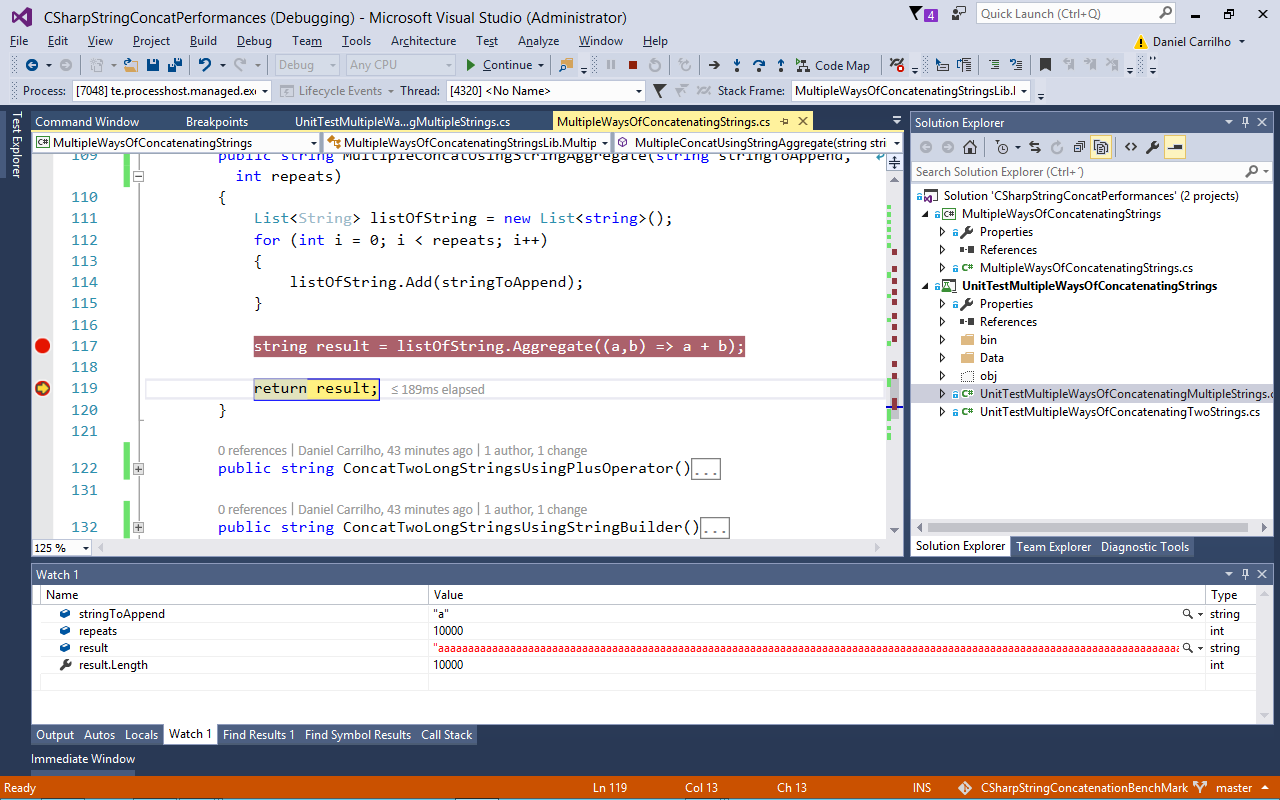 CSharpStringConcatPerformances (Debugging) - Microsoft Visual Studio (Administrator)
4
Quick Launch (Ctrl+Q)
File Edit View Project Build Debug Team Tools Architecture Test Analyze Window Help
Daniel Carrilho
Debug Any CPU Continue Code Map
Process: [7048] te.processhost.managed.exe Lifecycle Events Thread: [4320] <No Name> Stack Frame: MultipleWaysOfConcatenatingStringsLib.I
Test Explorer
Command Window Breakpoints UnitTestMultipleWa...gMultipleStrings.cs MultipleWaysOfConcatenatingStrings.cs
MultipleWaysOfConcatenatingStrings MultipleWaysOfConcatenatingStringsLib.Multip MultipleConcatUsingStringAggregate(string stri
109 public string MultipleConcatUsingStringAggregate(string stringToAppend,
int repeats)
110 {
111 List<String> listOfString = new List<string>();
112 for (int i = 0; i < repeats; i++)
113 {
114 listOfString.Add(stringToAppend);
115 }
116
117 string result = listOfString.Aggregate((a,b) => a + b);
118
119 return result; ≤ 189ms elapsed
120 }
121
0 references | Daniel Carrilho, 43 minutes ago | 1 author, 1 change
122 public string ConcatTwoLongStringsUsingPlusOperator()...
131
0 references | Daniel Carrilho, 43 minutes ago | 1 author, 1 change
132 public string ConcatTwoLongStringsUsingStringBuilder()...
125 %
Solution Explorer
Search Solution Explorer (Ctrl+´)
Solution 'CSharpStringConcatPerformances' (2 projects)
MultipleWaysOfConcatenatingStrings
Properties
References
MultipleWaysOfConcatenatingStrings.cs
UnitTestMultipleWaysOfConcatenatingStrings
Properties
References
bin
Data
obj
UnitTestMultipleWaysOfConcatenatingMultipleStrings.c
UnitTestMultipleWaysOfConcatenatingTwoStrings.cs
Solution Explorer Team Explorer Diagnostic Tools
Watch 1
Name Value Type
stringToAppend "a" string
repeats 10000 int
result string
result.Length 10000 int
Output Autos Locals Watch 1 Find Results 1 Find Symbol Results Call Stack
Immediate Window
Ready Ln 119 Col 13 Ch 13 INS CSharpStringConcatenationBenchMark master